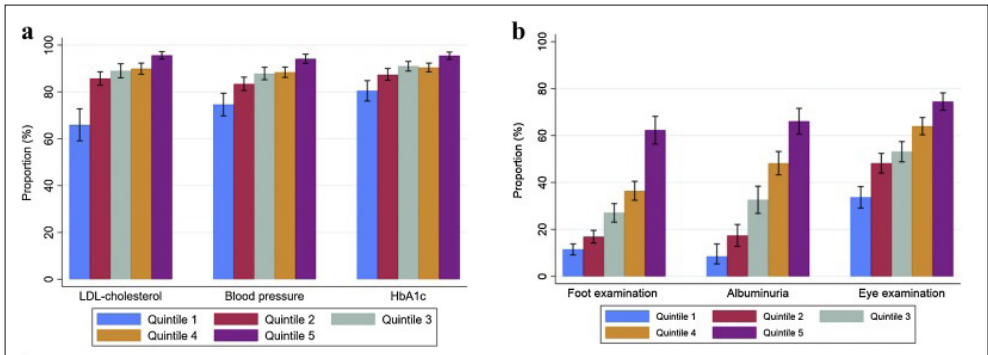 a
100
80
60
40
20
0
Proportion (%)
LDL-cholesterol Blood pressure HbA1c
Quintile 1 Quintile 2 Quintile 3
Quintile 4 Quintile 5
b
100
80
60
40
20
0
Proportion (%)
Foot examination Albuminuria Eye examination
Quintile 1 Quintile 2 Quintile 3
Quintile 4 Quintile 5